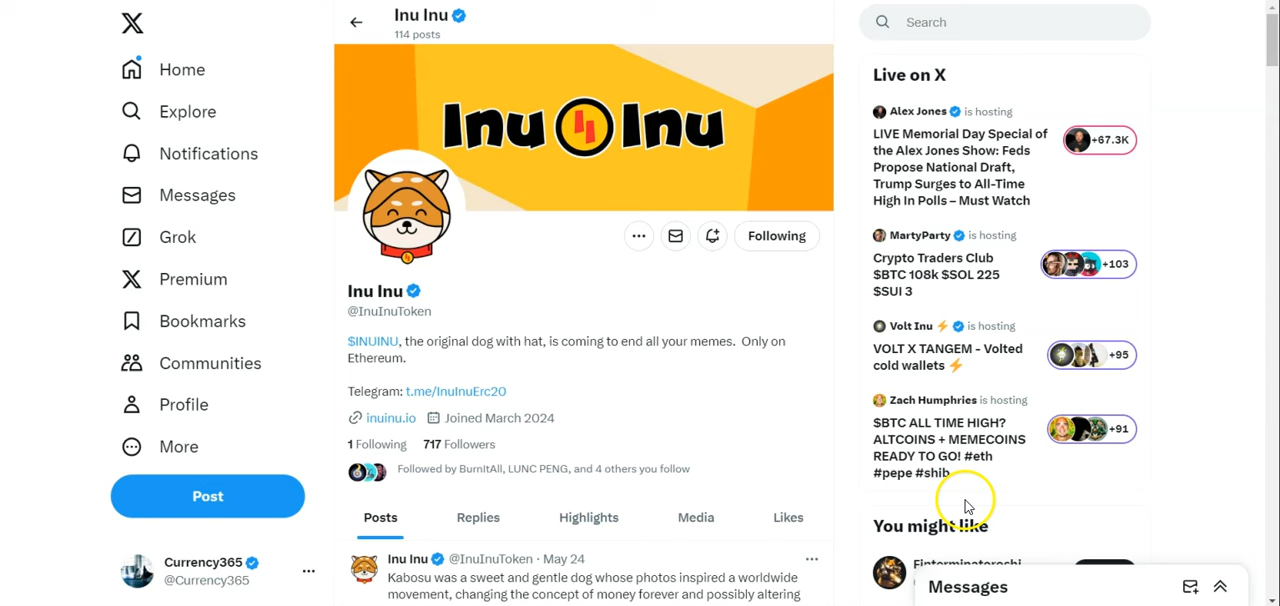 Home
Explore
Notifications
Messages
Grok
Premium
Bookmarks
Communities
Profile
More
Post
Currency365
@Currency365
Inu Inu
114 posts
Inu Inu
Following
Inu Inu
@InuInuToken
$INUINU, the original dog with hat, is coming to end all your memes. Only on
Ethereum.
Telegram: t.me/InuInuErc20
inuinu.io Joined March 2024
1 Following 717 Followers
Followed by BurnItAll, LUNC PENG, and 4 others you follow
Posts Replies Highlights Media Likes
Inu Inu @InuInuToken · May 24
Kabosu was a sweet and gentle dog whose photos inspired a worldwide
movement, changing the concept of money forever and possibly altering
Search
Live on X
Alex Jones is hosting
LIVE Memorial Day Special of
the Alex Jones Show: Feds
Propose National Draft,
Trump Surges to All-Time
High In Polls – Must Watch
+67.3K
MartyParty is hosting
Crypto Traders Club
$BTC 108k $SOL 225
$SUI 3
+103
Volt Inu ⚡ is hosting
VOLT X TANGEM - Volted
cold wallets ⚡
+95
Zach Humphries is hosting
$BTC ALL TIME HIGH?
ALTCOINS + MEMECOINS
READY TO GO! #eth
#pepe #shib
+91
You might like
Messages